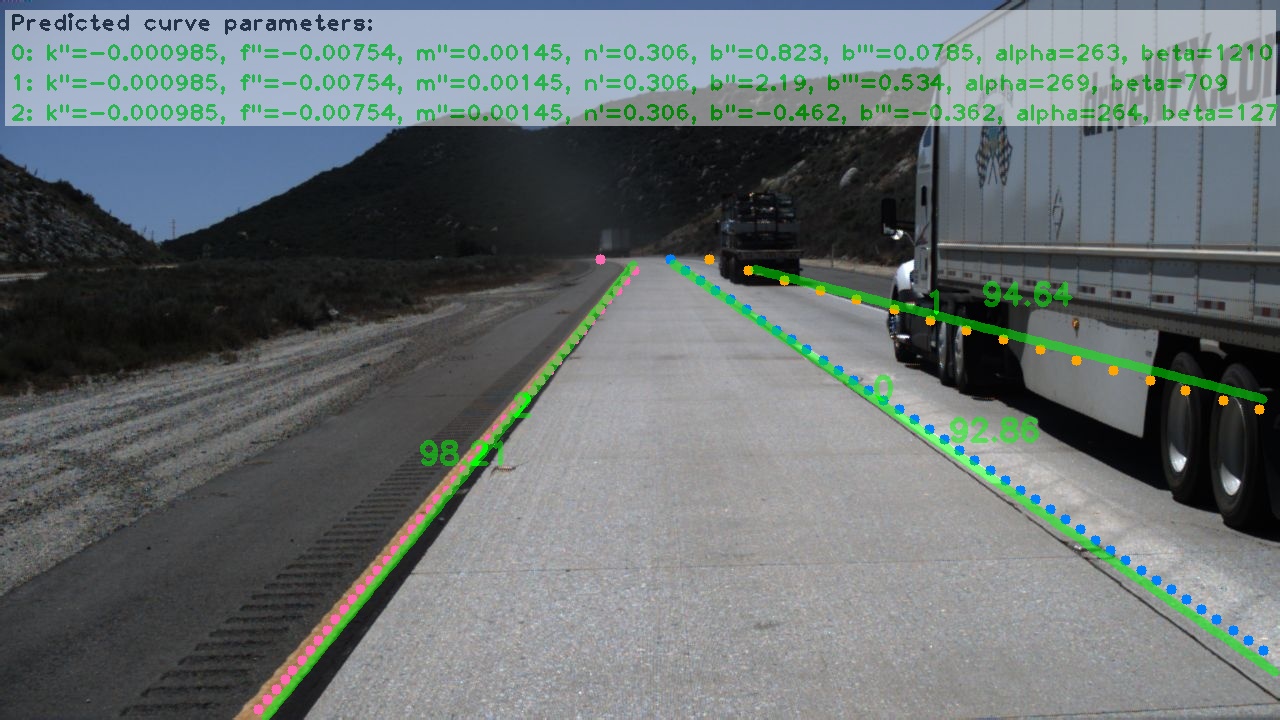 Predicted curve parameters:
0: k"=-0.000985, f"=-0.00754, m"=0.00145, n'=0.306, b"=0.823, b'''=0.0785, alpha=263, beta=1210
1: k"=-0.000985, f"=-0.00754, m"=0.00145, n'=0.306, b"=2.19, b'''=0.534, alpha=269, beta=709
2: k"=-0.000985, f"=-0.00754, m"=0.00145, n'=0.306, b"=-0.462, b'''=-0.362, alpha=264, beta=127
1
94.64
0
92.86
2
98.21